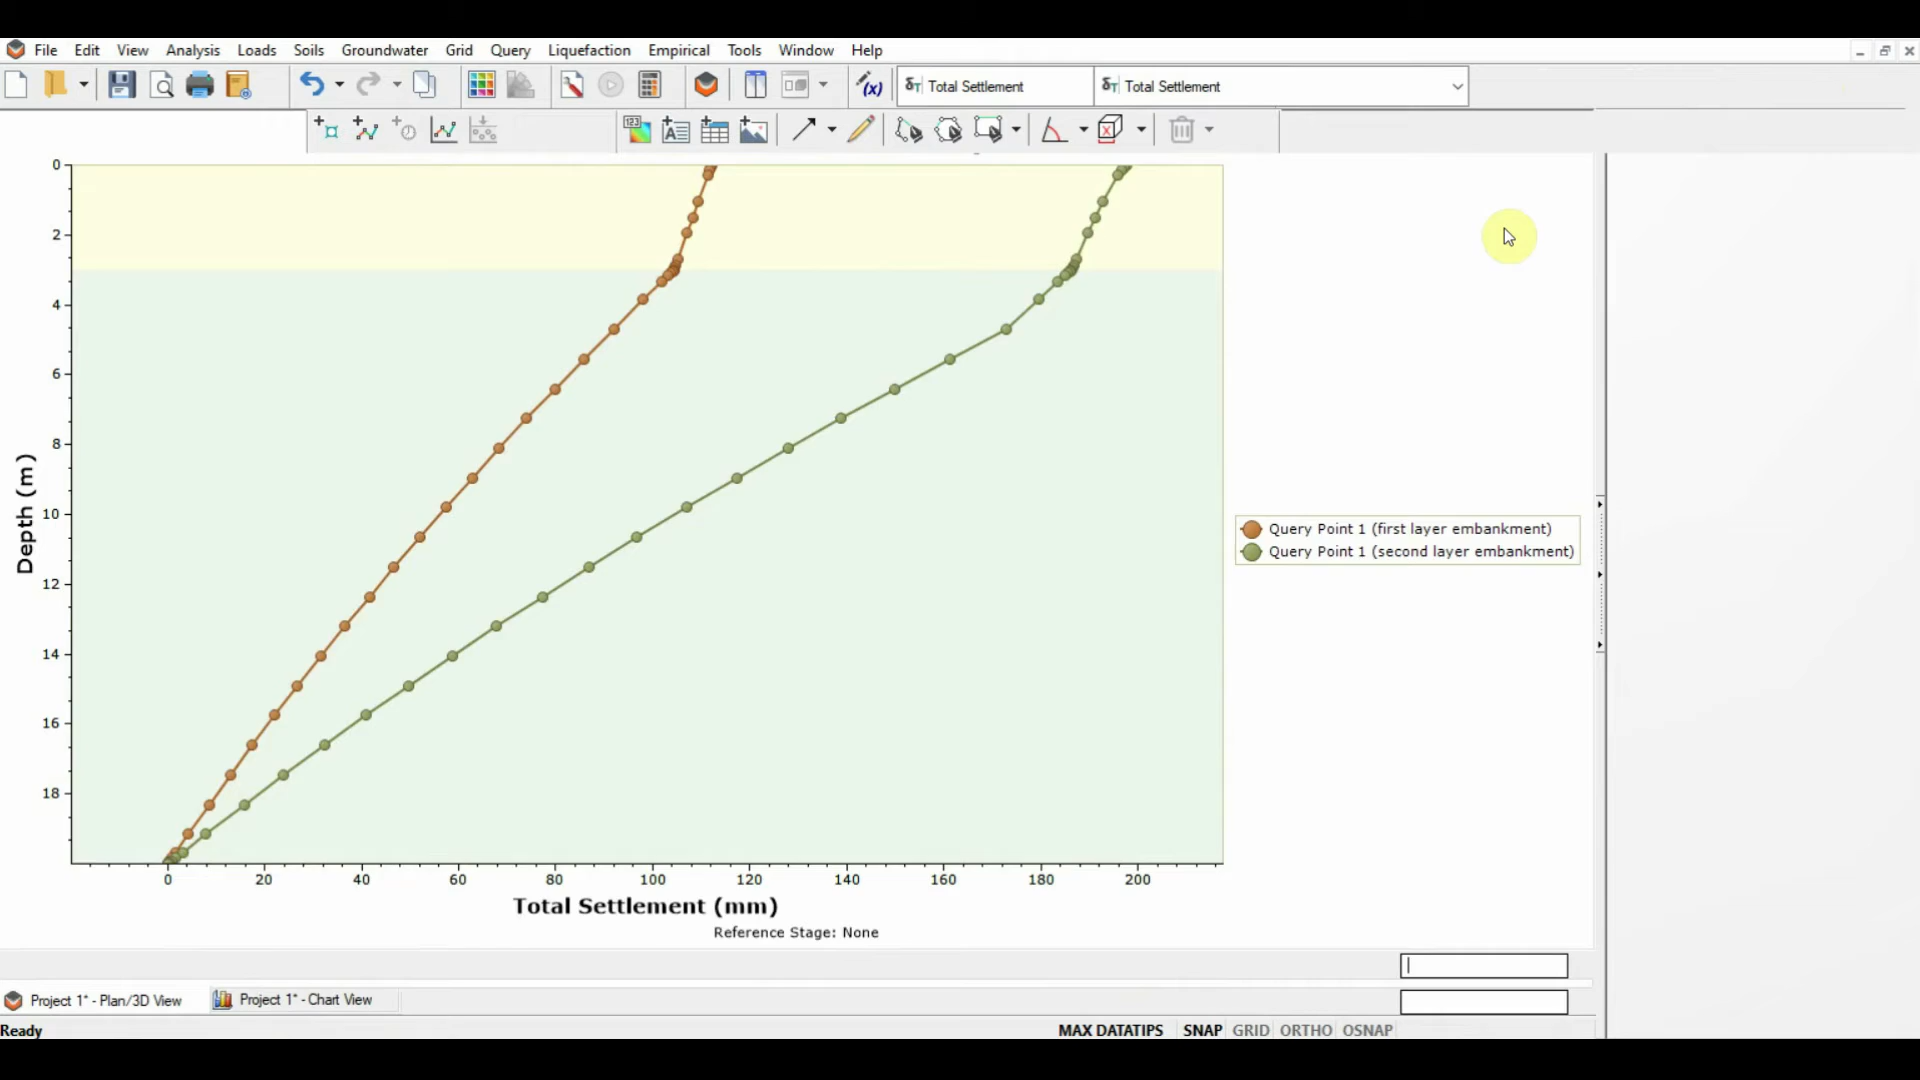 File Edit View Analysis Loads Soils Groundwater Grid Query Liquefaction Empirical Tools Window Help
(x) δT Total Settlement δT Total Settlement
123
0
2
4
6
8
10
12
14
16
18
Depth (m)
Query Point 1 (first layer embankment)
Query Point 1 (second layer embankment)
0 20 40 60 80 100 120 140 160 180 200
Total Settlement (mm)
Reference Stage: None
Project 1* - Plan/3D View Project 1* - Chart View
Ready MAX DATATIPS SNAP GRID ORTHO OSNAP